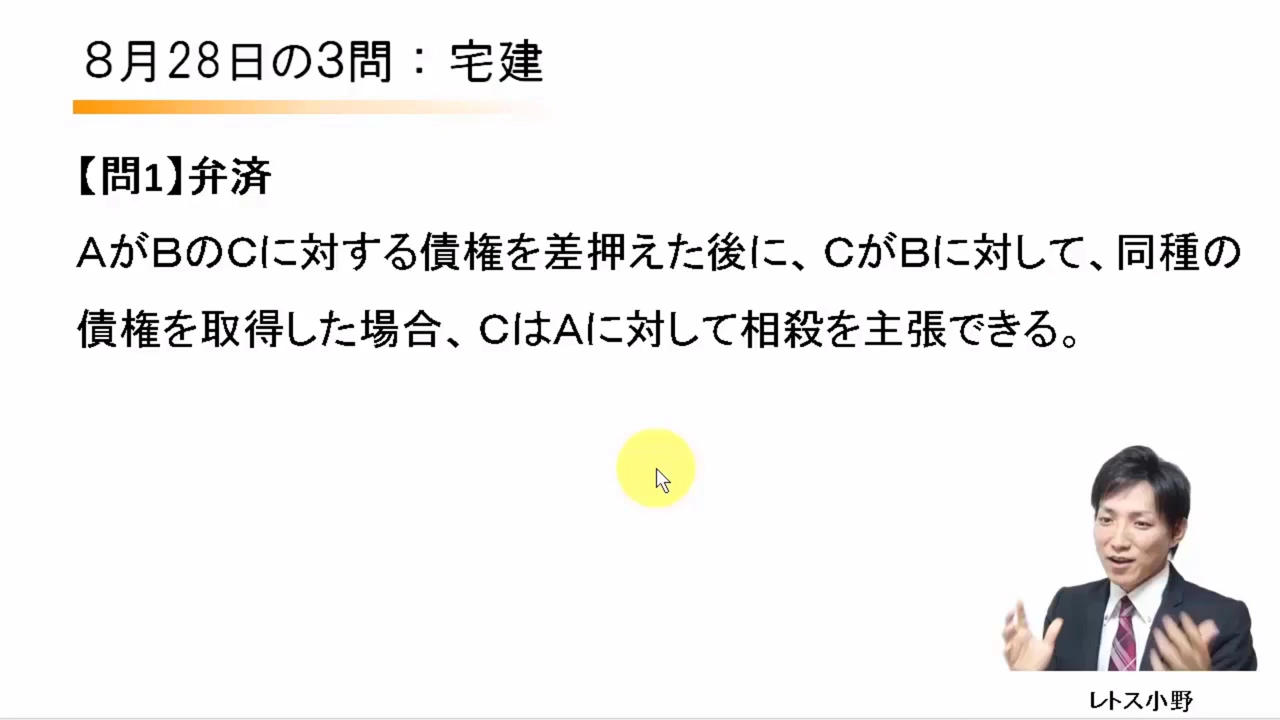 ８月28日の３問：宅建
【問1】弁済
ＡがＢのＣに対する債権を差押えた後に、ＣがＢに対して、同種の
債権を取得した場合、ＣはＡに対して相殺を主張できる。
レトス小野